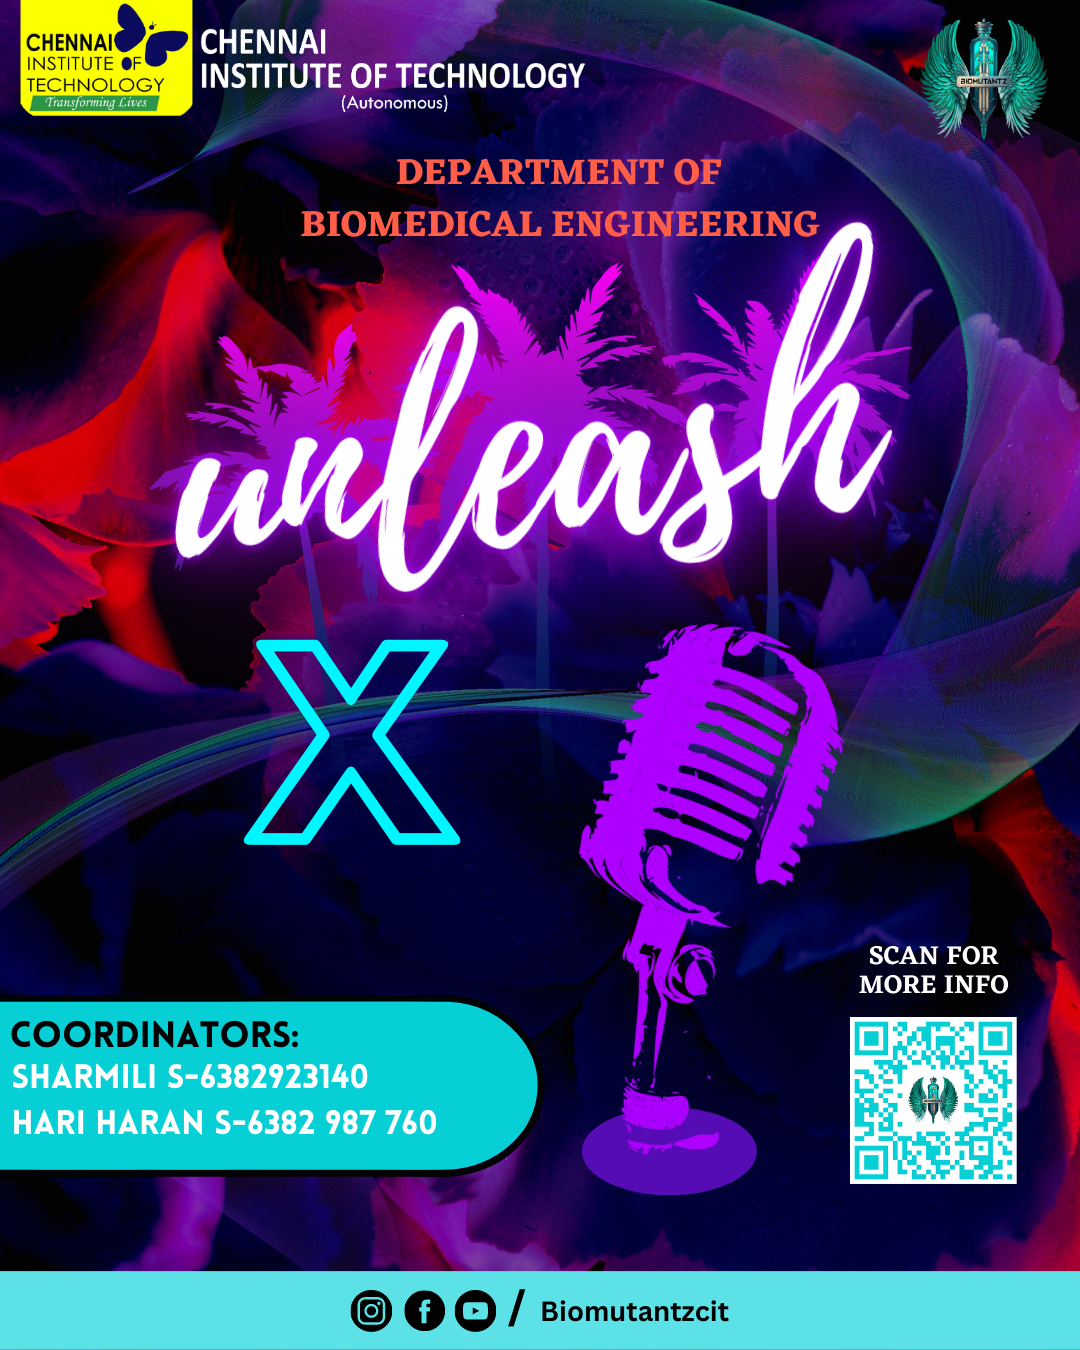 CHENNAI
INSTITUTE OF
TECHNOLOGY
Transforming Lives
CHENNAI
INSTITUTE OF TECHNOLOGY
(Autonomous)
BIOMUTANTZ
DEPARTMENT OF
BIOMEDICAL ENGINEERING
unleash
X
SCAN FOR
MORE INFO
COORDINATORS:
SHARMILI S-6382923140
HARI HARAN S-6382 987 760
/ Biomutantzcit